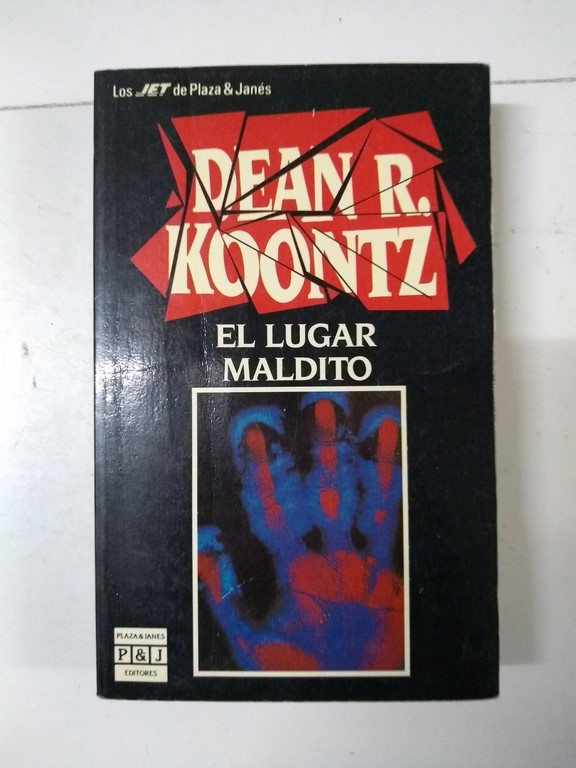 Los JET de Plaza & Janés
DEAN R.
KOONTZ
EL LUGAR
MALDITO
PLAZA & JANES
P & J
EDITORES